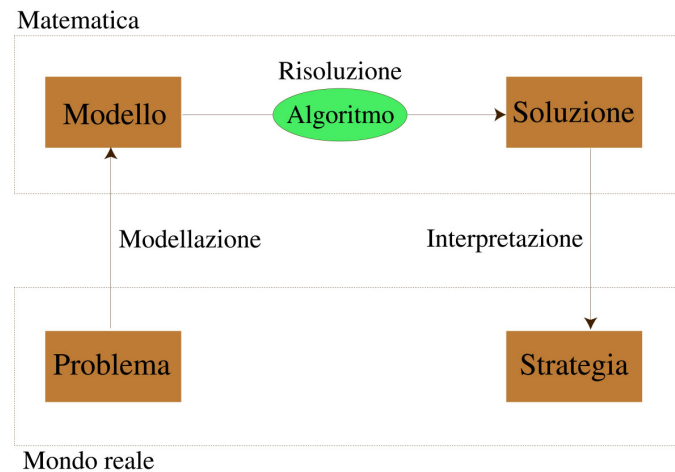 Matematica
Risoluzione
Modello
Algoritmo
Soluzione
Modellazione
Interpretazione
Problema
Strategia
Mondo reale